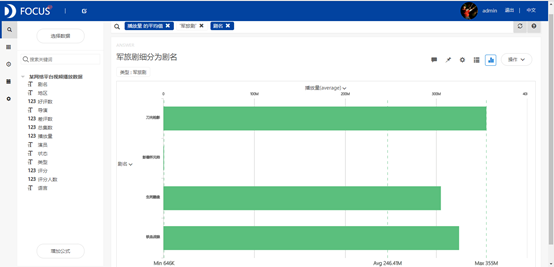 FOCUS
admin
退出
中文
选择数据
播放量 的平均值 ×
'军旅剧' ×
剧名 ×
搜索关键词
军旅剧细分为剧名
操作
类型 : 军旅剧
某网络平台视频播放数据
剧名
地区
123 好评数
导演
123 差评数
123 总集数
123 播放量
演员
状态
类型
123 评分
123 评分人数
语言
增加公式
播放量(average)
0 100M 200M 300M
剧名
Min 646K Avg 246.41M Max 355M